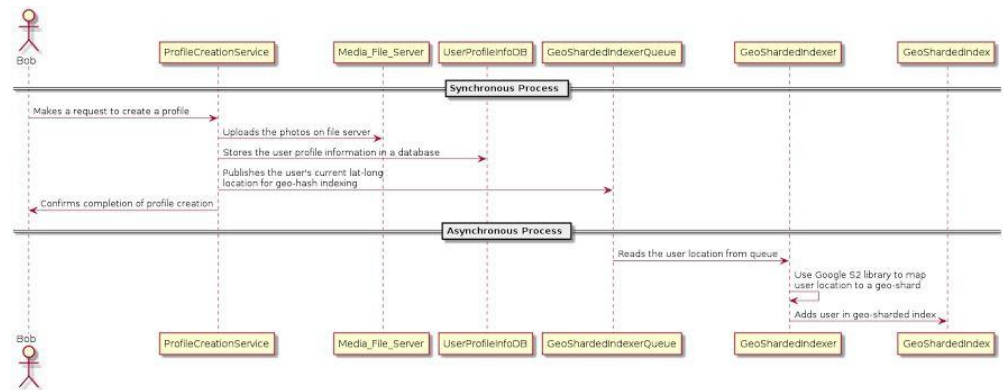 Bob
ProfileCreationService
Media_File_Server
UserProfileInfoDB
GeoShardedIndexerQueue
GeoShardedIndexer
GeoShardedIndex
Synchronous Process
Makes a request to create a profile
Uploads the photos on file server
Stores the user profile information in a database
Publishes the user's current lat-long
location for geo-hash indexing
Confirms completion of profile creation
Asynchronous Process
Reads the user location from queue
Use Google S2 library to map
user location to a geo-shard
Adds user in geo-sharded index
Bob
ProfileCreationService
Media_File_Server
UserProfileInfoDB
GeoShardedIndexerQueue
GeoShardedIndexer
GeoShardedIndex